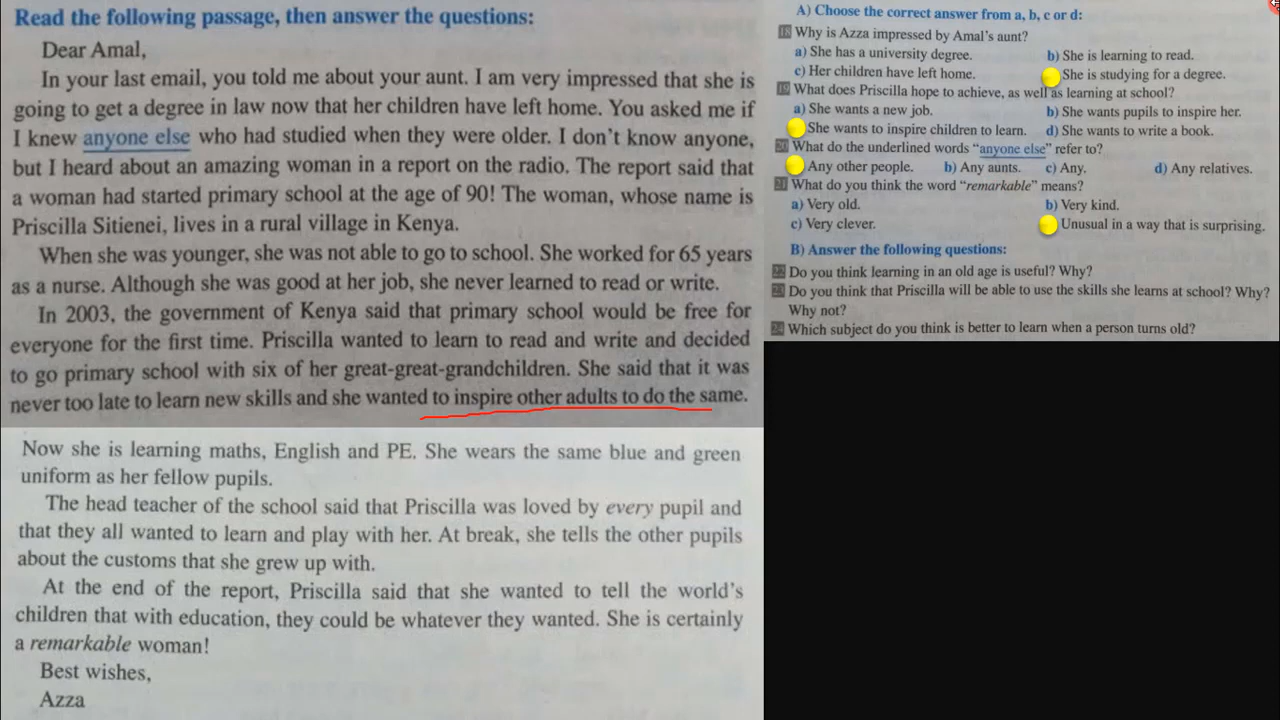 Read the following passage, then answer the questions:
Dear Amal,
In your last email, you told me about your aunt. I am very impressed that she is
going to get a degree in law now that her children have left home. You asked me if
I knew anyone else who had studied when they were older. I don't know anyone,
but I heard about an amazing woman in a report on the radio. The report said that
a woman had started primary school at the age of 90! The woman, whose name is
Priscilla Sitienei, lives in a rural village in Kenya.
When she was younger, she was not able to go to school. She worked for 65 years
as a nurse. Although she was good at her job, she never learned to read or write.
In 2003, the government of Kenya said that primary school would be free for
everyone for the first time. Priscilla wanted to learn to read and write and decided
to go primary school with six of her great-great-grandchildren. She said that it was
never too late to learn new skills and she wanted to inspire other adults to do the same.
Now she is learning maths, English and PE. She wears the same blue and green
uniform as her fellow pupils.
The head teacher of the school said that Priscilla was loved by every pupil and
that they all wanted to learn and play with her. At break, she tells the other pupils
about the customs that she grew up with.
At the end of the report, Priscilla said that she wanted to tell the world's
children that with education, they could be whatever they wanted. She is certainly
a remarkable woman!
Best wishes,
Azza
A) Choose the correct answer from a, b, c or d:
18 Why is Azza impressed by Amal's aunt?
a) She has a university degree. b) She is learning to read.
c) Her children have left home. She is studying for a degree.
19 What does Priscilla hope to achieve, as well as learning at school?
a) She wants a new job. b) She wants pupils to inspire her.
She wants to inspire children to learn. d) She wants to write a book.
20 What do the underlined words "anyone else" refer to?
Any other people. b) Any aunts. c) Any. d) Any relatives.
21 What do you think the word "remarkable" means?
a) Very old. b) Very kind.
c) Very clever. Unusual in a way that is surprising.
B) Answer the following questions:
22 Do you think learning in an old age is useful? Why?
23 Do you think that Priscilla will be able to use the skills she learns at school? Why?
Why not?
24 Which subject do you think is better to learn when a person turns old?